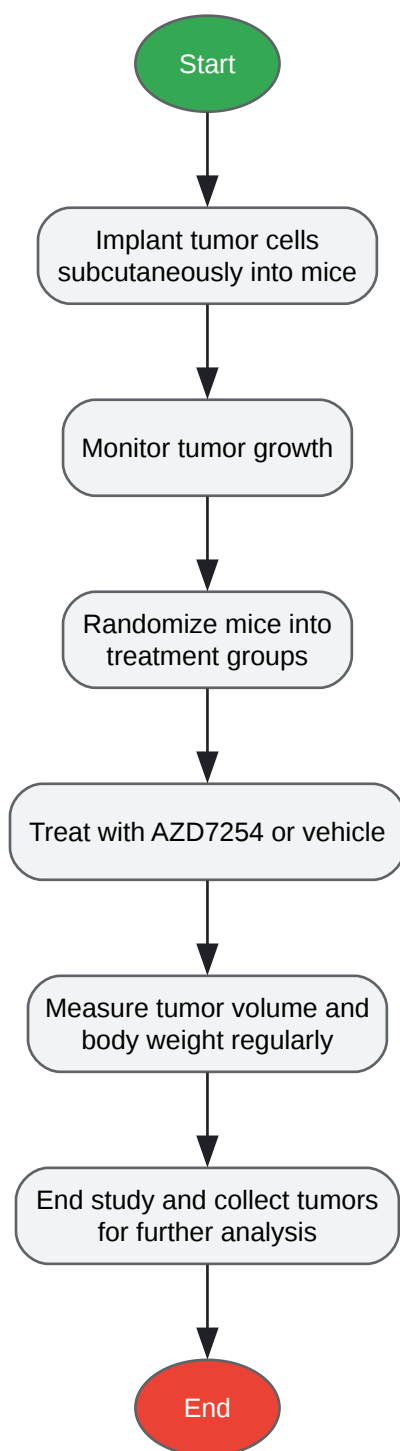 Start
Implant tumor cells
subcutaneously into mice
Monitor tumor growth
Randomize mice into
treatment groups
Treat with AZD7254 or vehicle
Measure tumor volume and
body weight regularly
End study and collect tumors
for further analysis
End